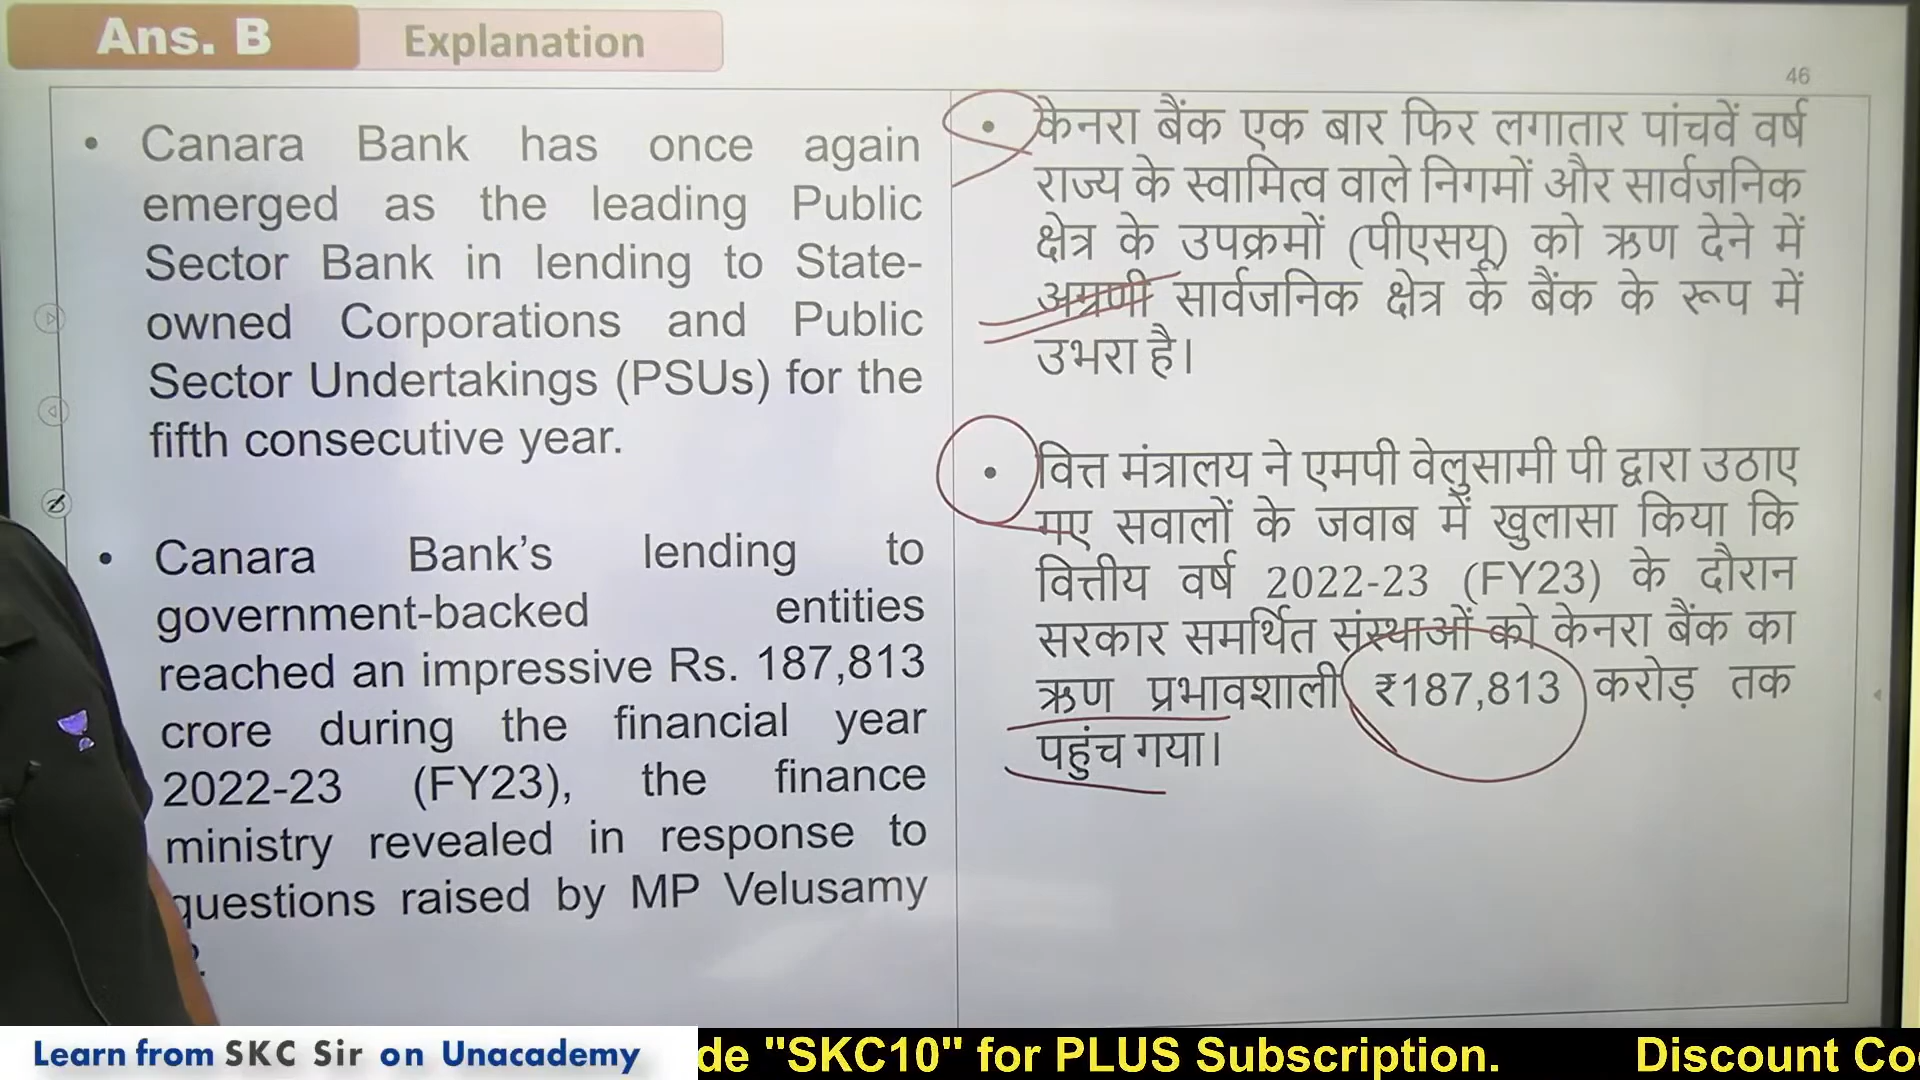 Ans. B
Explanation
46
• Canara Bank has once again
emerged as the leading Public
Sector Bank in lending to State-
owned Corporations and Public
Sector Undertakings (PSUs) for the
fifth consecutive year.
• Canara Bank’s lending to
government-backed entities
reached an impressive Rs. 187,813
crore during the financial year
2022-23 (FY23), the finance
ministry revealed in response to
questions raised by MP Velusamy
• केनरा बैंक एक बार फिर लगातार पांचवें वर्ष
राज्य के स्वामित्व वाले निगमों और सार्वजनिक
क्षेत्र के उपक्रमों (पीएसयू) को ऋण देने में
अग्रणी सार्वजनिक क्षेत्र के बैंक के रूप में
उभरा है।
• वित्त मंत्रालय ने एमपी वेलुसामी पी द्वारा उठाए
गए सवालों के जवाब में खुलासा किया कि
वित्तीय वर्ष 2022-23 (FY23) के दौरान
सरकार समर्थित संस्थाओं को केनरा बैंक का
ऋण प्रभावशाली ₹187,813 करोड़ तक
पहुंच गया।
Learn from SKC Sir on Unacademy
de "SKC10" for PLUS Subscription. Discount Co